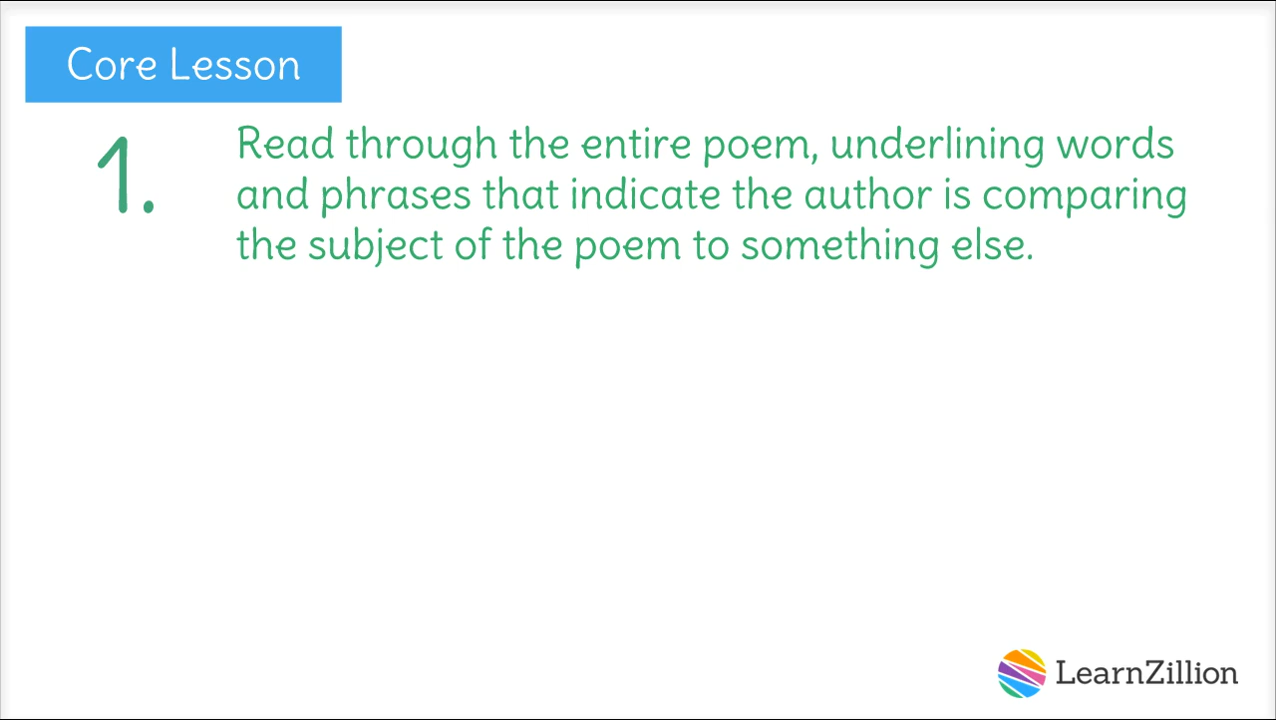 Core Lesson
1.
Read through the entire poem, underlining words
and phrases that indicate the author is comparing
the subject of the poem to something else.
LearnZillion